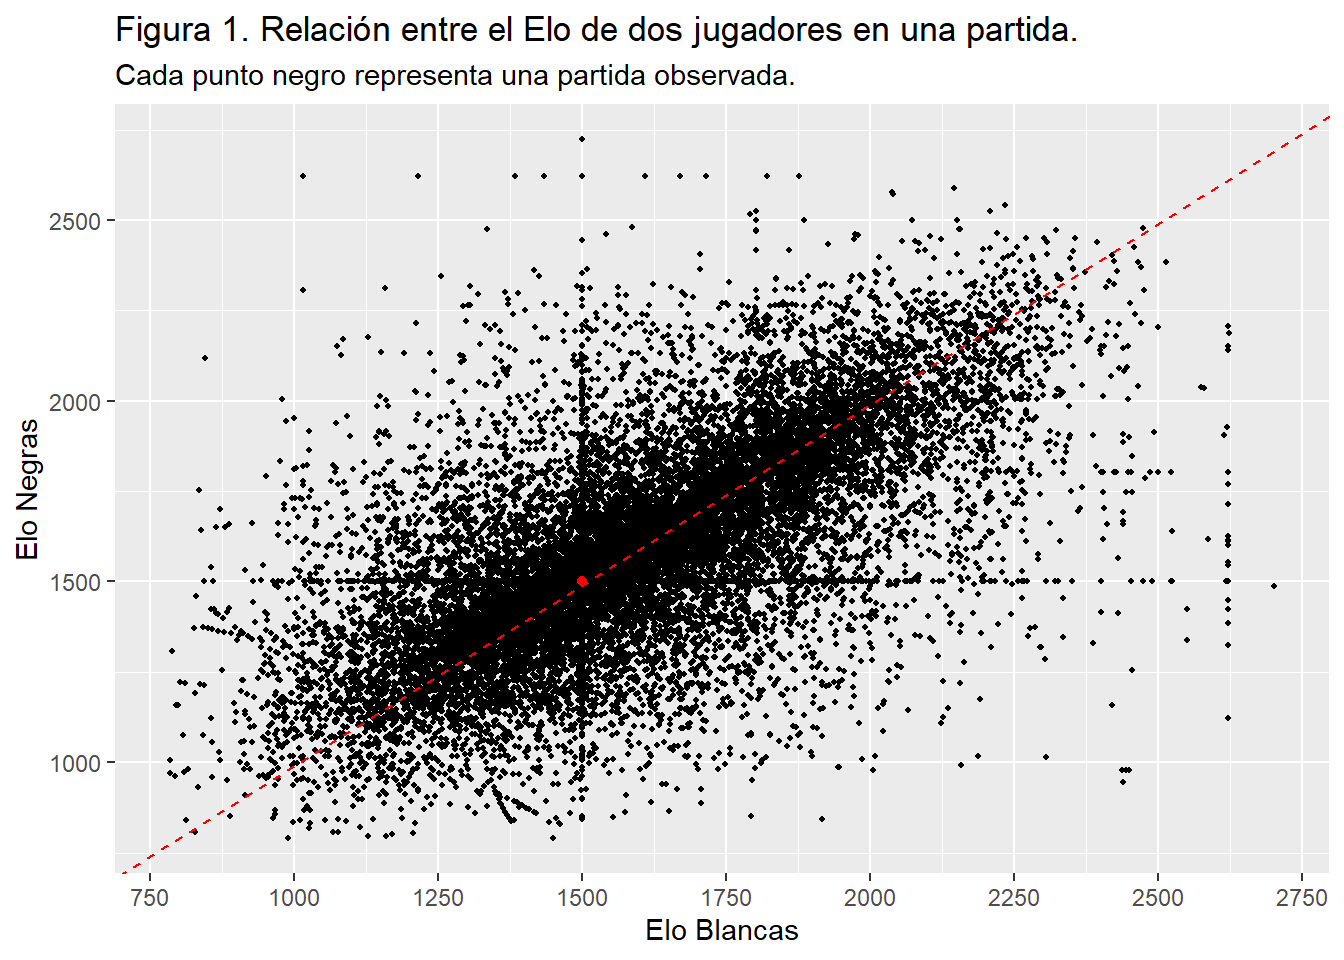 Figura 1. Relación entre el Elo de dos jugadores en una partida.
Cada punto negro representa una partida observada.
Elo Negras
2500
2000
1500
1000
750 1000 1250 1500 1750 2000 2250 2500 2750
Elo Blancas